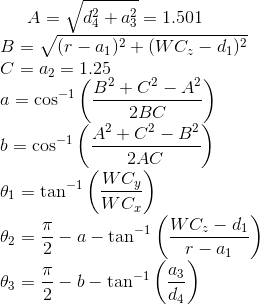 A = \sqrt{d_4^2 + a_3^2} = 1.501
B = \sqrt{(r - a_1)^2 + (WC_z - d_1)^2}
C = a_2 = 1.25
a = \cos^{-1}\left(\frac{B^2 + C^2 - A^2}{2BC}\right)
b = \cos^{-1}\left(\frac{A^2 + C^2 - B^2}{2AC}\right)
\theta_1 = \tan^{-1}\left(\frac{WC_y}{WC_x}\right)
\theta_2 = \frac{\pi}{2} - a - \tan^{-1}\left(\frac{WC_z - d_1}{r - a_1}\right)
\theta_3 = \frac{\pi}{2} - b - \tan^{-1}\left(\frac{a_3}{d_4}\right)